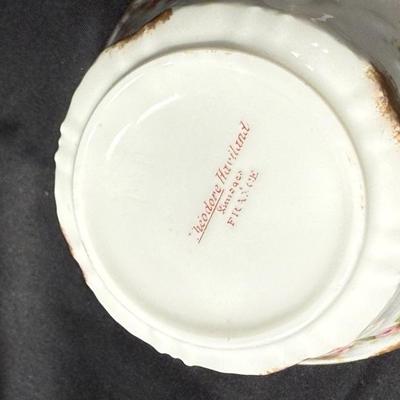 Theodore Haviland
Limoges
FRANCE